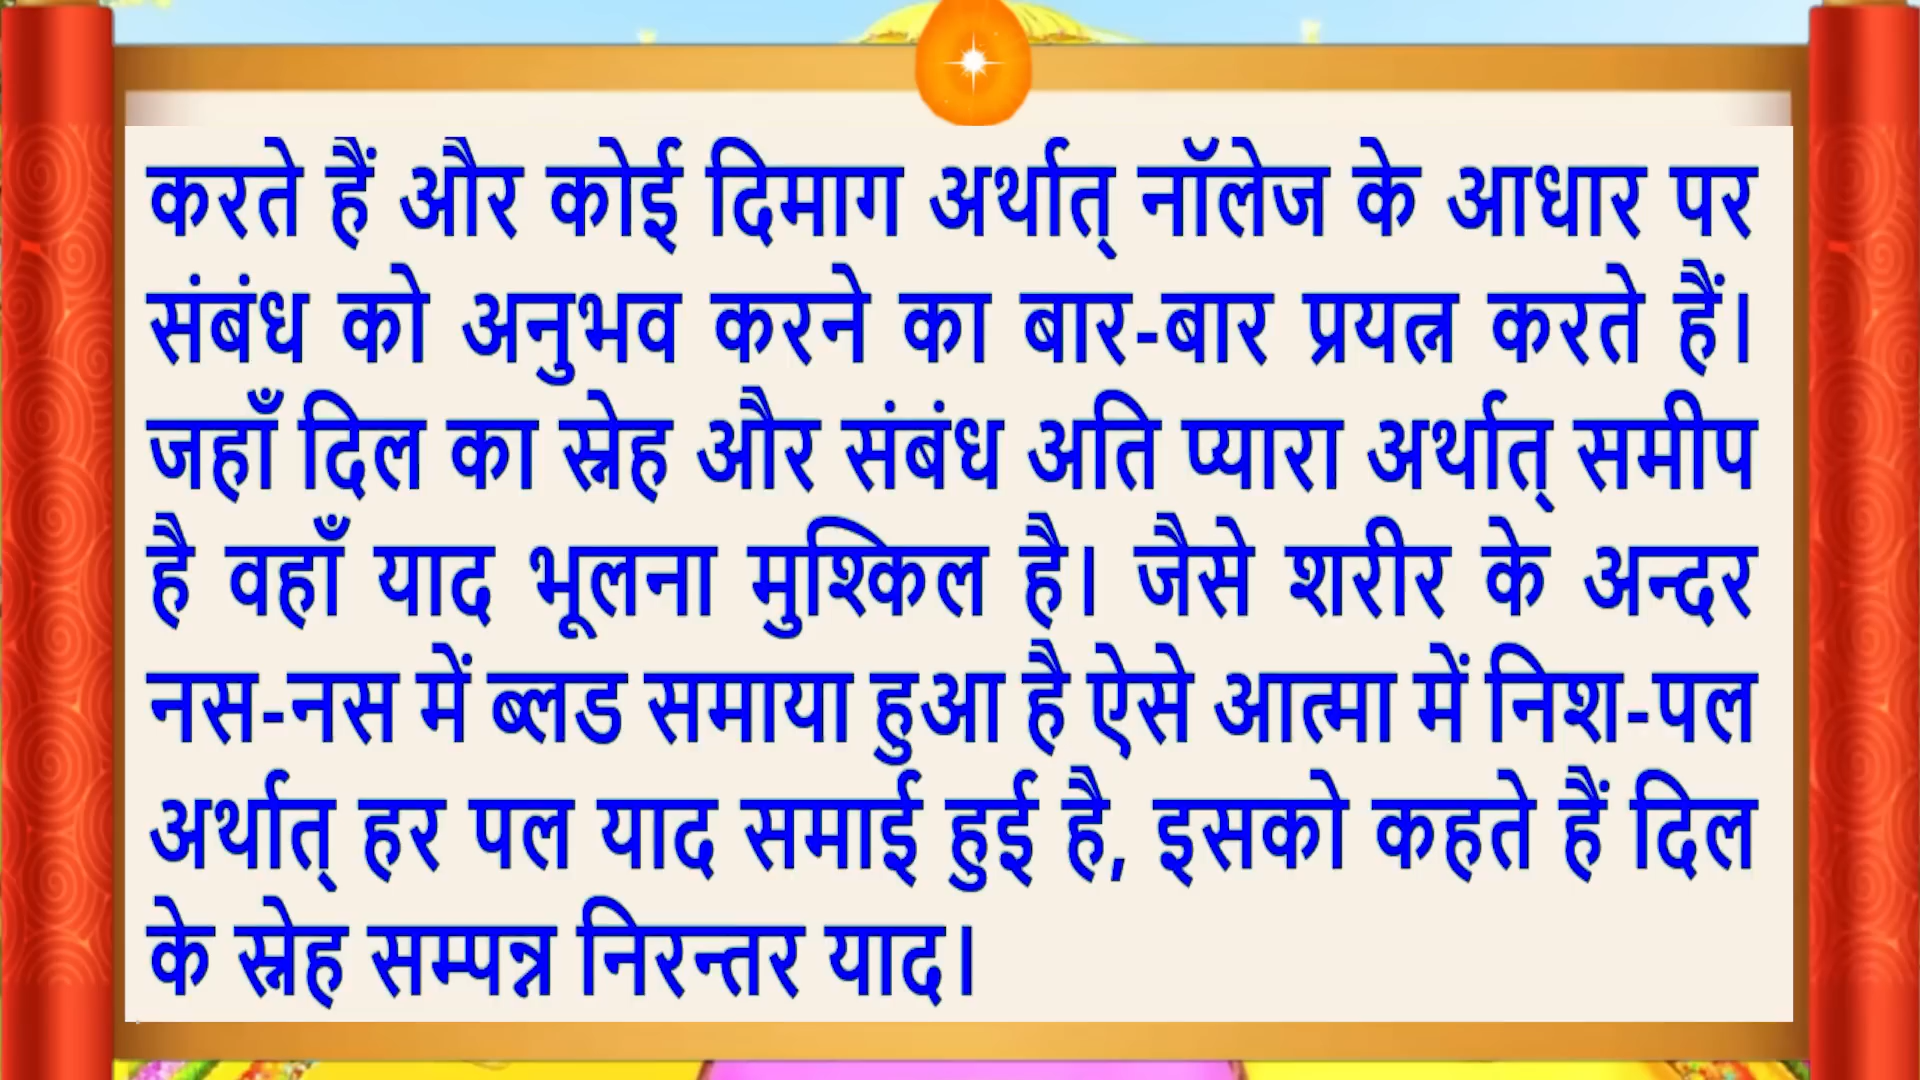 करते हैं और कोई दिमाग अर्थात् नॉलेज के आधार पर
संबंध को अनुभव करने का बार-बार प्रयत्न करते हैं।
जहाँ दिल का स्नेह और संबंध अति प्यारा अर्थात् समीप
है वहाँ याद भूलना मुश्किल है। जैसे शरीर के अन्दर
नस-नस में ब्लड समाया हुआ है ऐसे आत्मा में निश-पल
अर्थात् हर पल याद समाई हुई है, इसको कहते हैं दिल
के स्नेह सम्पन्न निरन्तर याद।